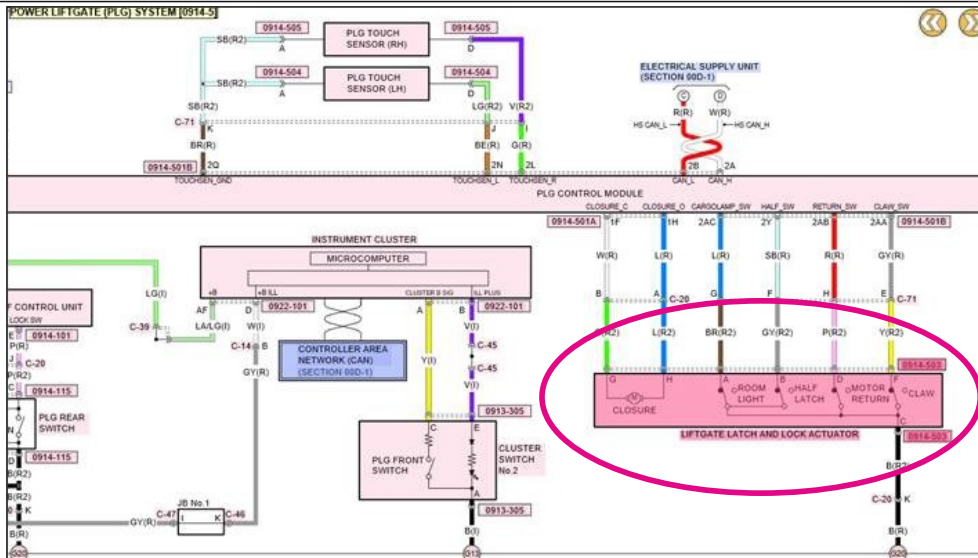 POWER LIFTGATE (PLG) SYSTEM [0914-5]
0914-505
0914-505
SB(R2)
A
PLG TOUCH
SENSOR (RH)
D
0914-504
0914-504
SB(R2)
A
PLG TOUCH
SENSOR (LH)
D
ELECTRICAL SUPPLY UNIT
(SECTION 00D-1)
C
D
SB(R2)
LG(R2)
V(R2)
R(R)
W(R)
C-71
K
J
I
HS CAN_L
HS CAN_H
BR(R)
BE(R)
G(R)
0914-501B
2Q
2N
2L
2B
2A
TOUCHSEN_GND
TOUCHSEN_L
TOUCHSEN_R
CAN_L
CAN_H
PLG CONTROL MODULE
CLOSURE_C
CLOSURE_O
CARGOLAMP_SW
HALF_SW
RETURN_SW
CLAW_SW
0914-501A
1F
1H
2AC
2Y
2AB
2AA
0914-501B
W(R)
L(R)
L(R)
SB(R)
R(R)
GY(R)
B
A
C-20
G
F
H
E
C-71
G(R2)
L(R2)
BR(R2)
GY(R2)
P(R2)
Y(R2)
0914-503
G
H
A
B
D
F
M
CLOSURE
ROOM
LIGHT
HALF
LATCH
MOTOR
RETURN
CLAW
C
LIFTGATE LATCH AND LOCK ACTUATOR
0914-503
B(R2)
C-20
K
B(R)
G20
INSTRUMENT CLUSTER
MICROCOMPUTER
LG(I)
+B
+B ILL
CLUSTER B SIG
ILL PLUS
AF
D
0922-101
A
B
0922-101
C-39
LA/LG(I)
W(I)
V(I)
C-14
B
C-45
CONTROLLER AREA
NETWORK (CAN)
(SECTION 00D-1)
GY(R)
Y(I)
C-45
V(I)
0913-305
C
E
PLG FRONT
SWITCH
CLUSTER
SWITCH
No.2
A
0913-305
B(I)
G13
F CONTROL UNIT
LOCK SW
E
0914-101
P(R)
J
C-20
P(R2)
C
0914-115
PLG REAR
SWITCH
N
D
0914-115
B(R2)
B(R2)
K
B(R)
G20
JB No.1
GY(R)
C-47
I
K
C-46